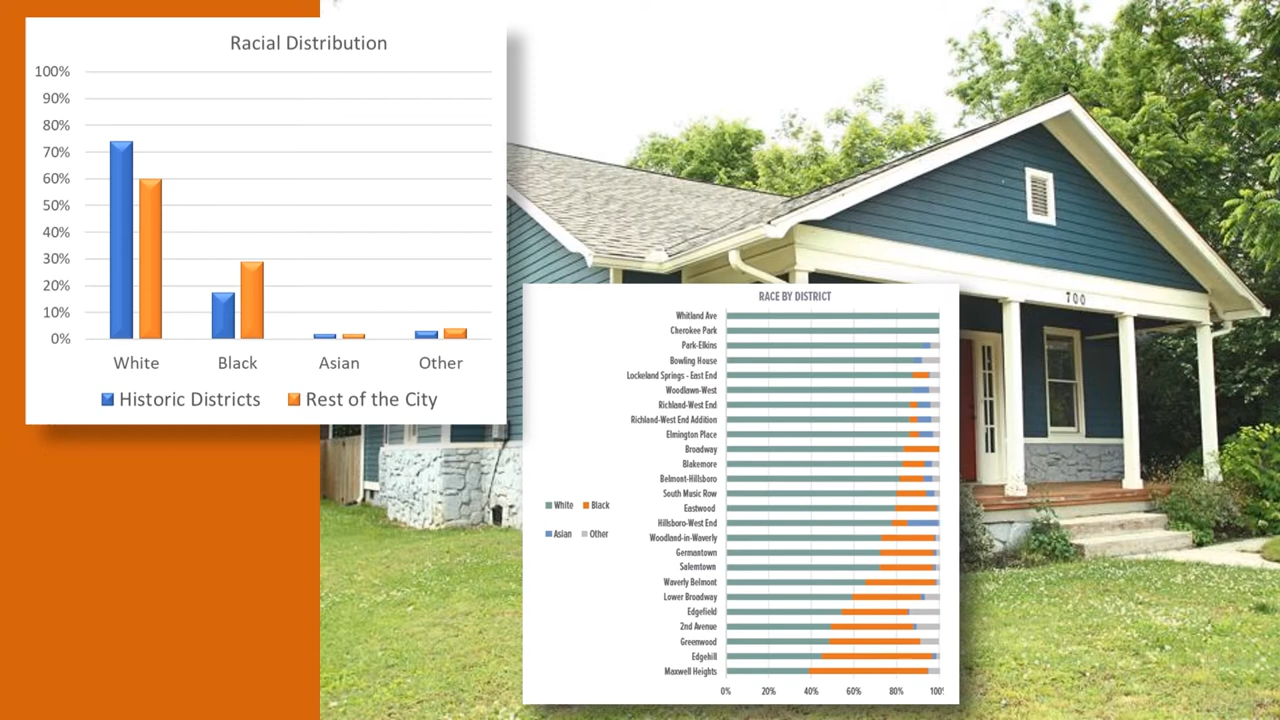 Racial Distribution
100%
90%
80%
70%
60%
50%
40%
30%
20%
10%
0%
White Black Asian Other
Historic Districts Rest of the City
RACE BY DISTRICT
Whitland Ave
Cherokee Park
Park-Elkins
Bowling House
Lockeland Springs - East End
Woodlawn-West
Richland-West End
Richland-West End Addition
Elmington Place
Broadway
Blakemore
Belmont-Hillsboro
South Music Row
Eastwood
Hillsboro-West End
Woodland-in-Waverly
Germantown
Salemtown
Waverly Belmont
Lower Broadway
Edgefield
2nd Avenue
Greenwood
Edgehill
Maxwell Heights
0% 20% 40% 60% 80% 100%
White Black
Asian Other
700